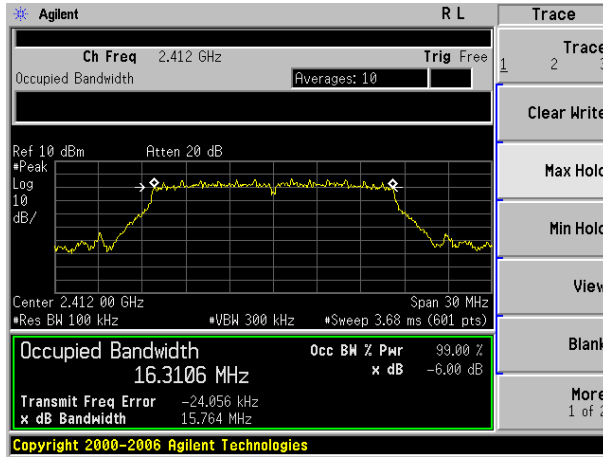 Agilent R L Trace
Ch Freq 2.412 GHz Trig Free
Occupied Bandwidth Averages: 10
Trace
1 2 3
Clear Write
Max Hold
Min Hold
View
Blank
More
1 of 2
Ref 10 dBm Atten 20 dB
#Peak
Log
10
dB/
Center 2.412 00 GHz Span 30 MHz
#Res BW 100 kHz #VBW 300 kHz #Sweep 3.68 ms (601 pts)
Occupied Bandwidth Occ BW % Pwr 99.00 %
16.3106 MHz x dB -6.00 dB
Transmit Freq Error -24.056 kHz
x dB Bandwidth 15.764 MHz
Copyright 2000-2006 Agilent Technologies